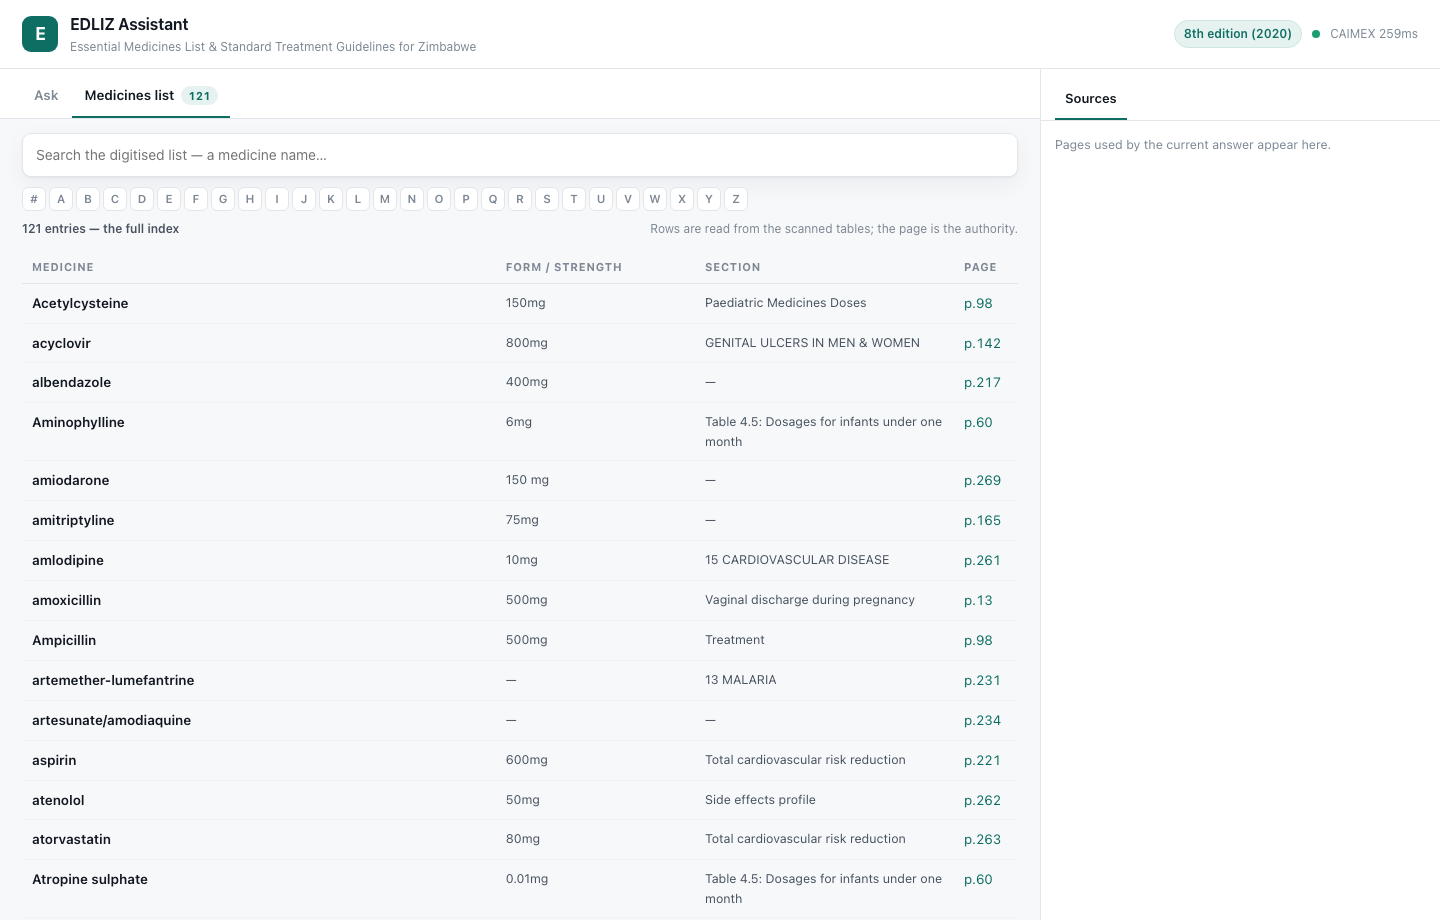 E
EDLIZ Assistant
Essential Medicines List & Standard Treatment Guidelines for Zimbabwe
8th edition (2020)
CAIMEX 259ms
Ask
Medicines list 121
Sources
Pages used by the current answer appear here.
Search the digitised list — a medicine name...
# A B C D E F G H I J K L M N O P Q R S T U V W X Y Z
121 entries — the full index
Rows are read from the scanned tables; the page is the authority.
MEDICINE FORM / STRENGTH SECTION PAGE
Acetylcysteine 150mg Paediatric Medicines Doses p.98
acyclovir 800mg GENITAL ULCERS IN MEN & WOMEN p.142
albendazole 400mg — p.217
Aminophylline 6mg Table 4.5: Dosages for infants under one p.60
month
amiodarone 150 mg — p.269
amitriptyline 75mg — p.165
amlodipine 10mg 15 CARDIOVASCULAR DISEASE p.261
amoxicillin 500mg Vaginal discharge during pregnancy p.13
Ampicillin 500mg Treatment p.98
artemether-lumefantrine — 13 MALARIA p.231
artesunate/amodiaquine — — p.234
aspirin 600mg Total cardiovascular risk reduction p.221
atenolol 50mg Side effects profile p.262
atorvastatin 80mg Total cardiovascular risk reduction p.263
Atropine sulphate 0.01mg Table 4.5: Dosages for infants under one p.60
month